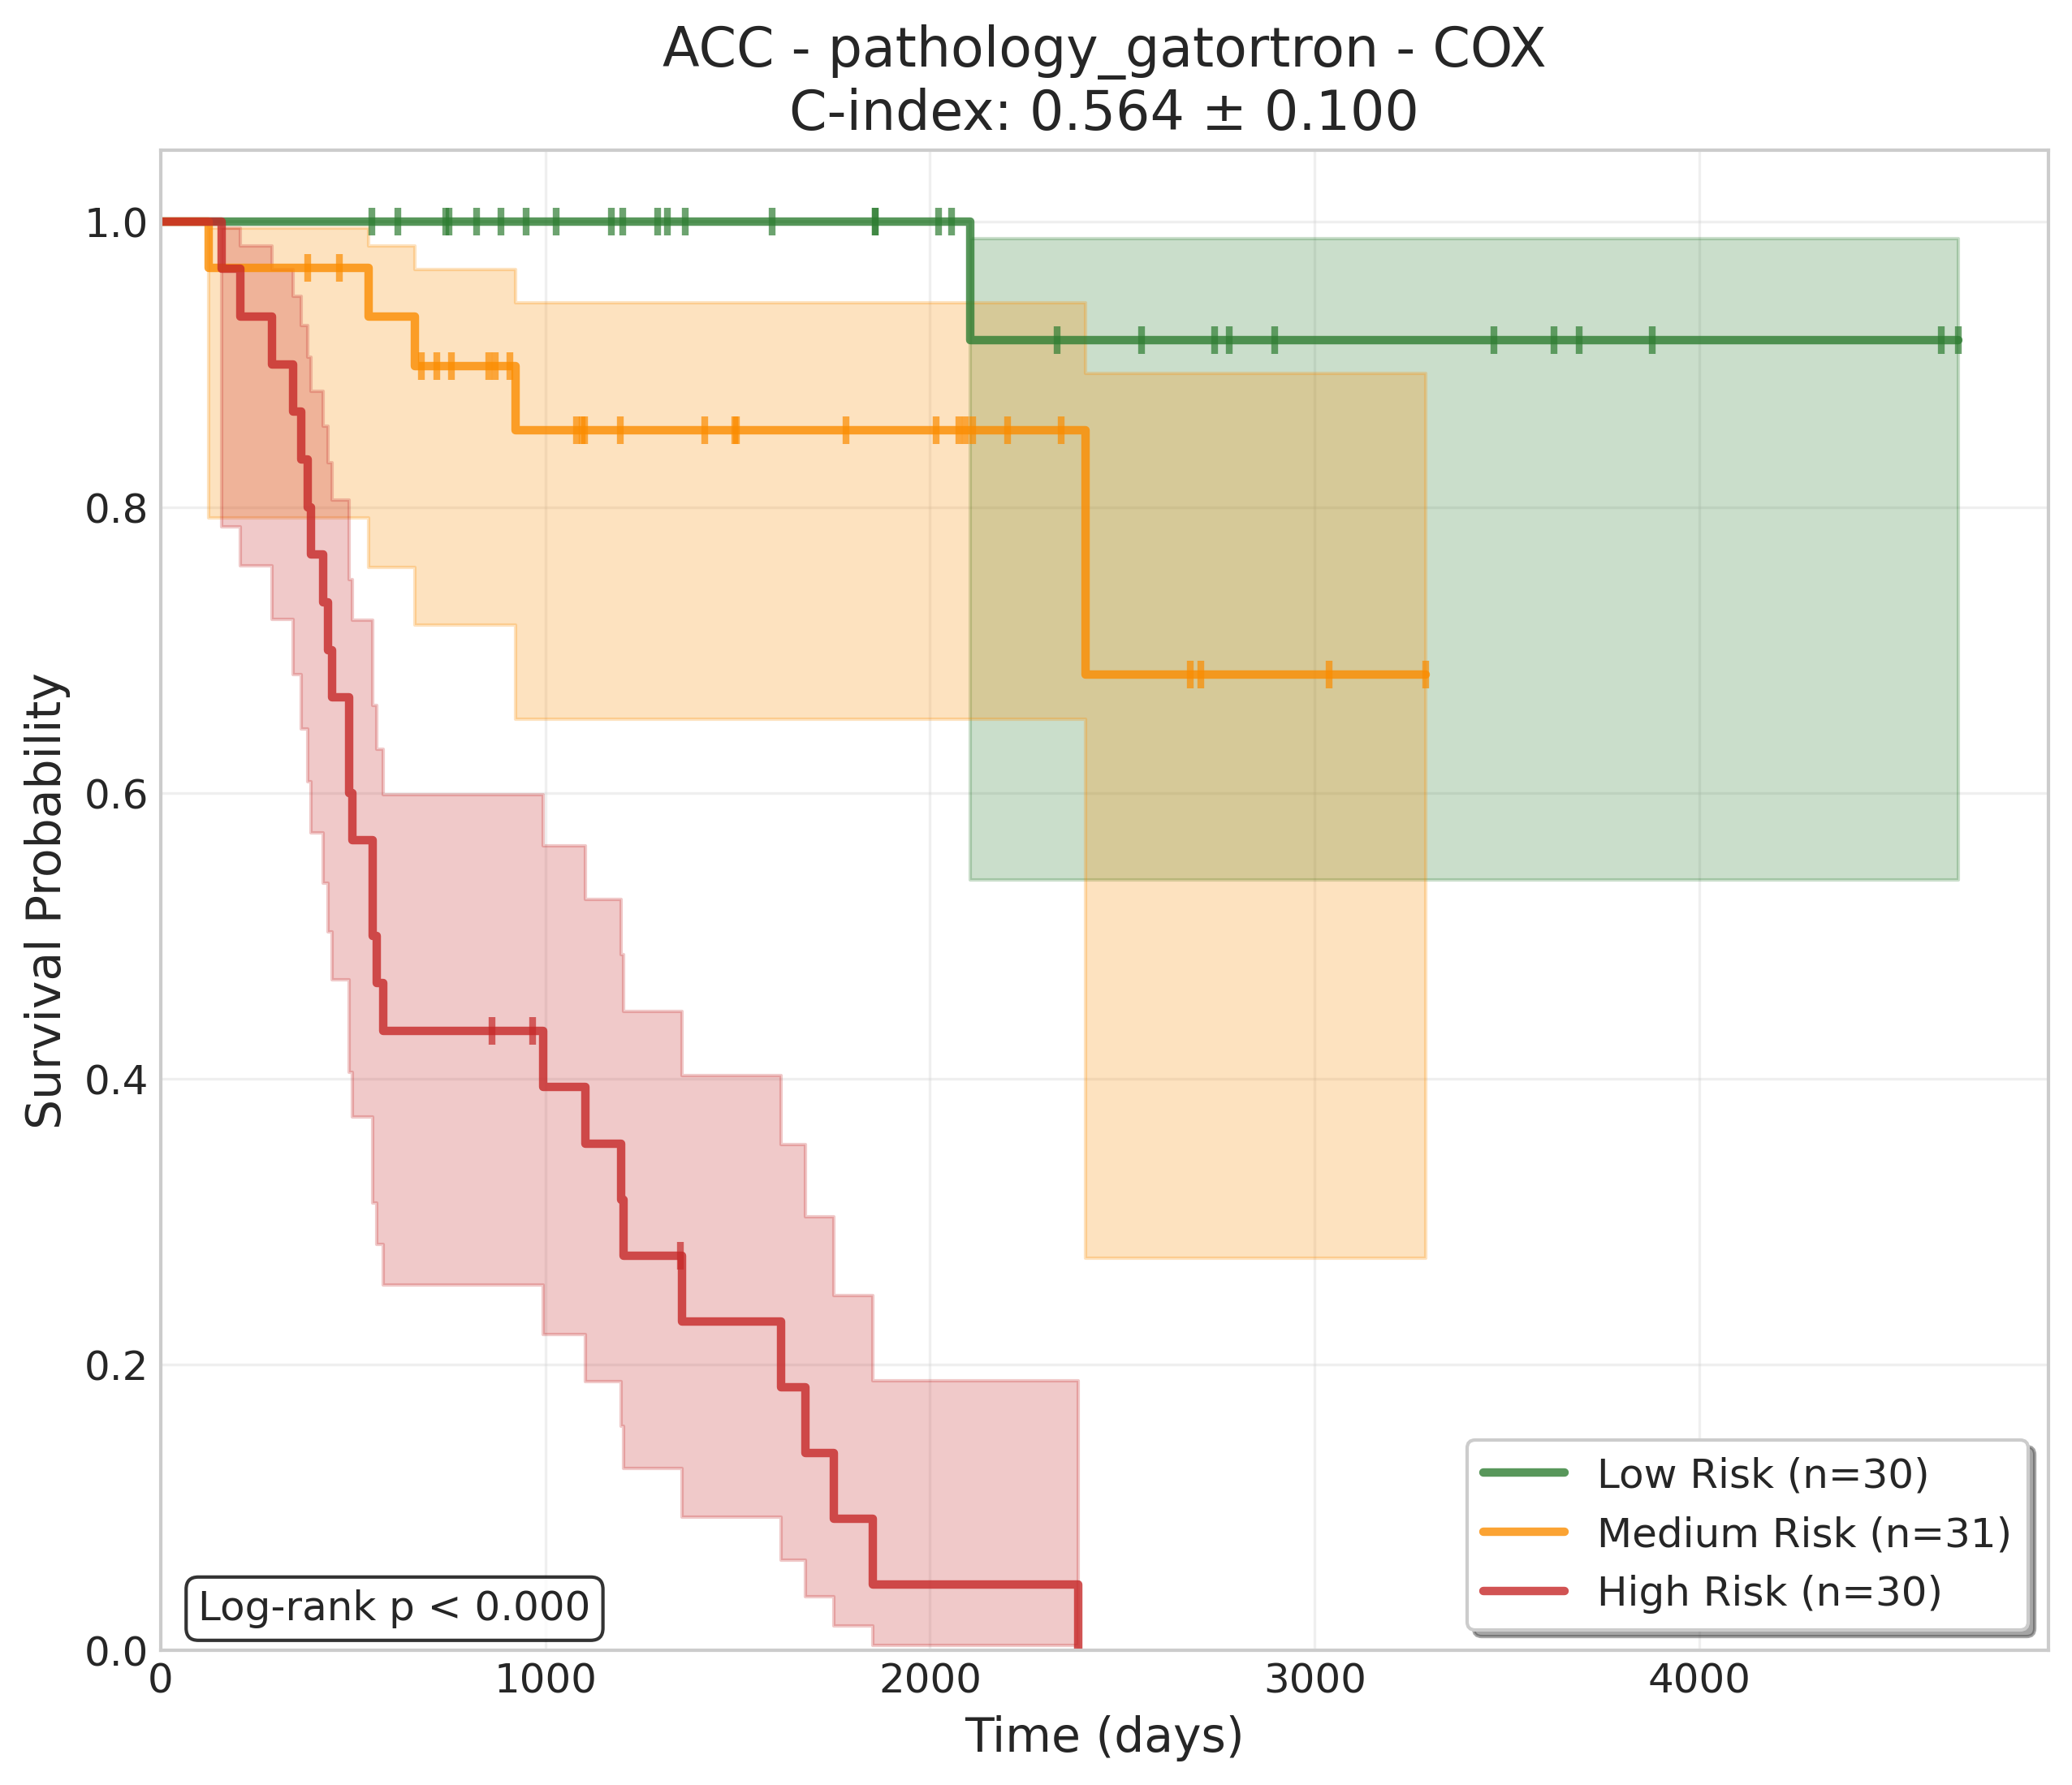 ACC - pathology_gatortron - COX
C-index: 0.564 ± 0.100
Survival Probability
1.0
0.8
0.6
0.4
0.2
0.0
0
1000
2000
3000
4000
Time (days)
Log-rank p < 0.000
Low Risk (n=30)
Medium Risk (n=31)
High Risk (n=30)